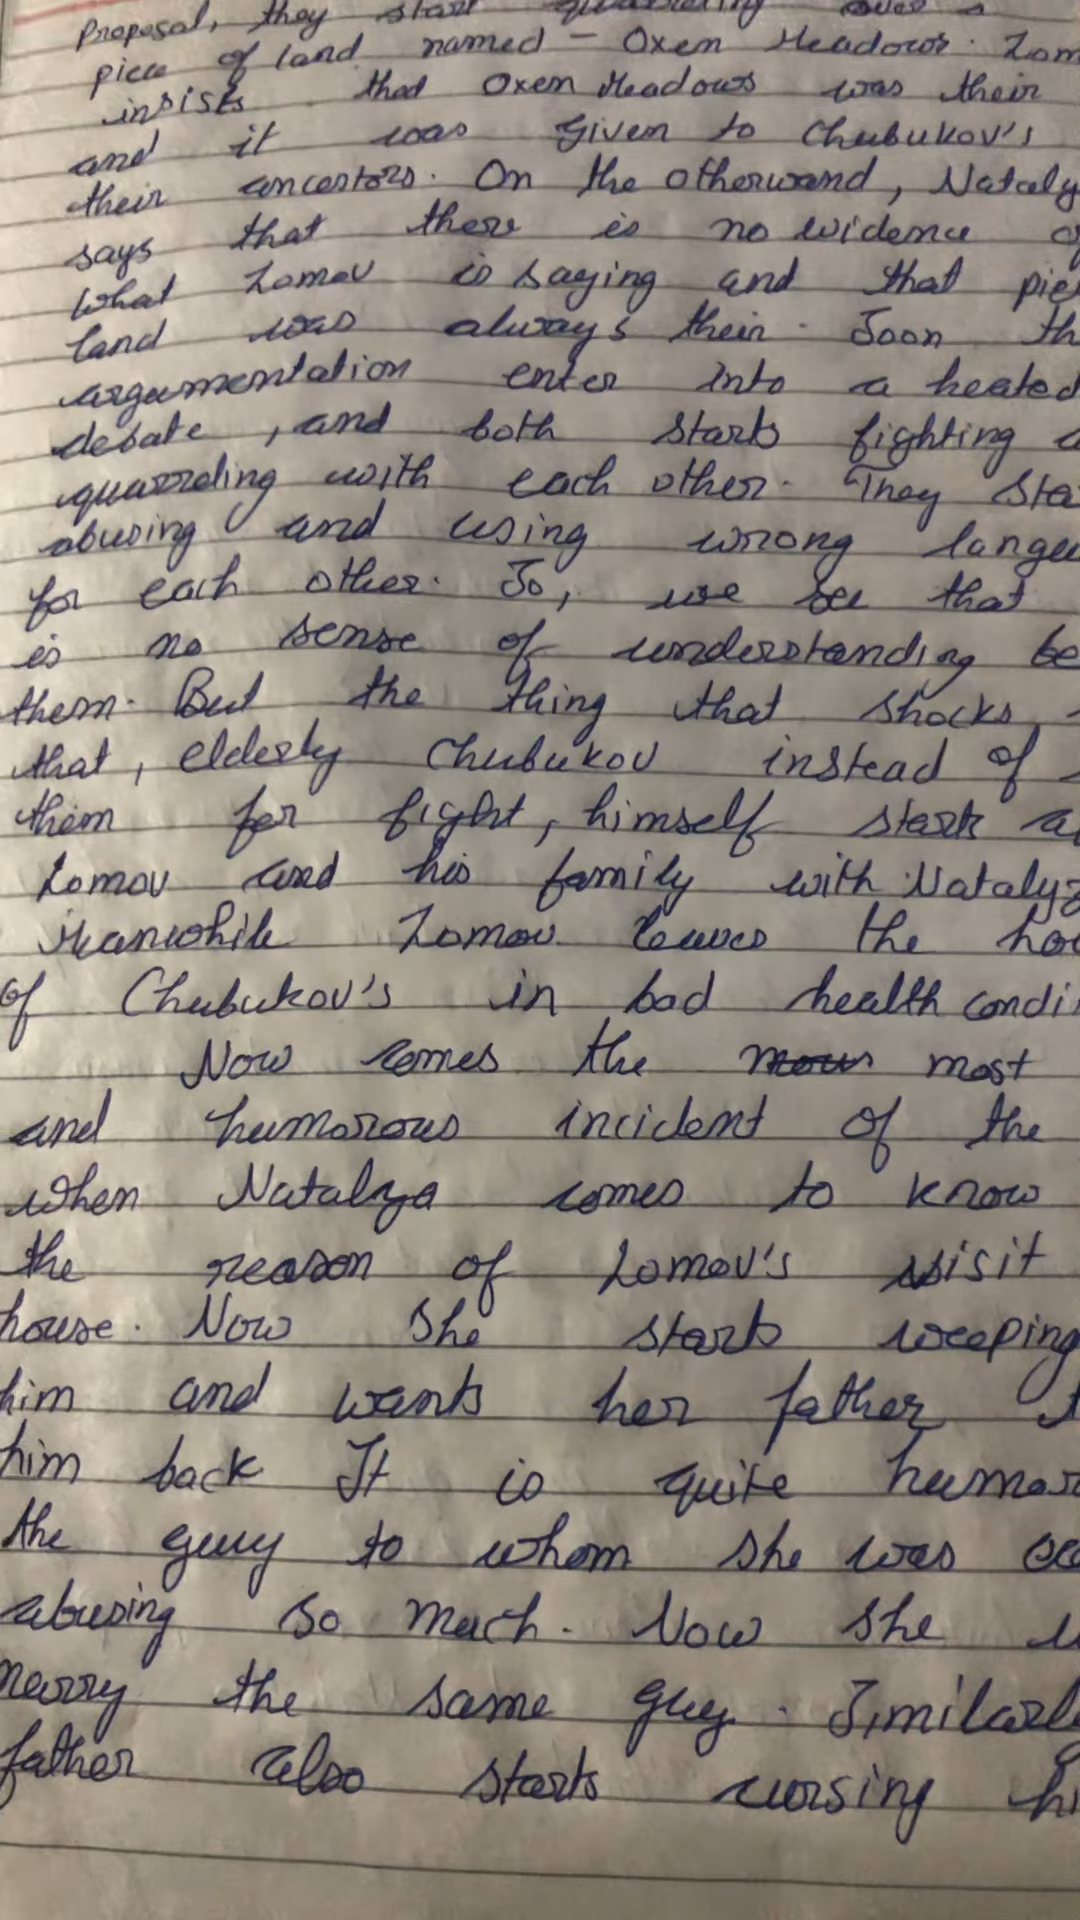 Proposal, they start quarreling over a
piece of land named - Oxen Meadows. Lom
insists that Oxen Meadows was their
and it was Given to Chubukov's
their ancestors. On the otherwand, Nataly
says that there is no evidence of
what Lomov is saying and that pie
land was always their. Soon th
argumentation enter into a heated
debate, and both starts fighting a
quarreling with each other. They sta
abusing and using wrong langu
for each other. So, we see that
is no sense of understanding be
them. But the thing that shocks,
that, elderly Chubukov instead of
them for fight, himself start a
Lomov and his family with Natalya
Meanwhile Lomov leaves the hou
of Chubukov's in bad health condi
Now comes the most
and humorous incident of the
when Natalya comes to know
the reason of Lomov's visit
house. Now She starts weeping
him and wants her father t
him back It is quite humor
the guy to whom she was sc
abusing so much. Now she w
merry the same guy. Similarl
father also starts cursing hi